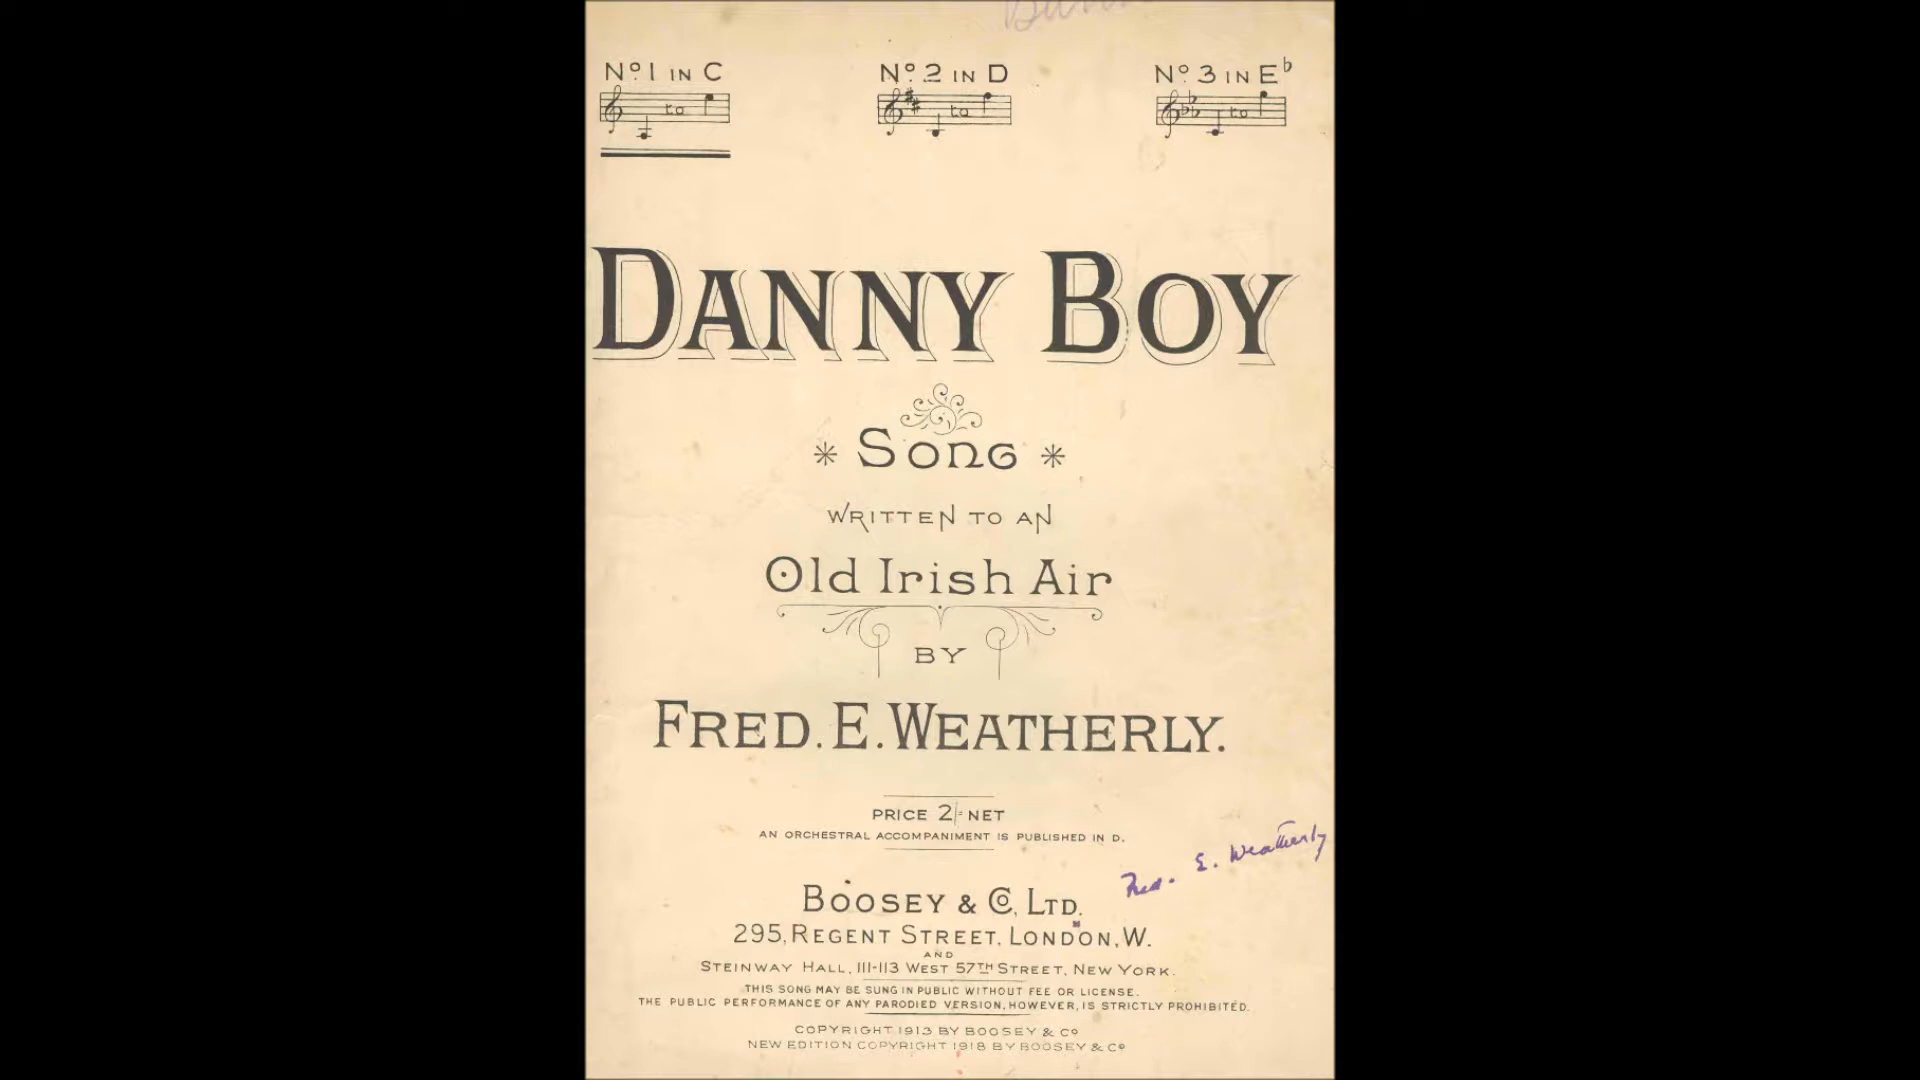 No. 1 IN C
No. 2 IN D
No. 3 IN E♭
to
to
to
DANNY BOY
* SONG *
WRITTEN TO AN
Old Irish Air
BY
FRED. E. WEATHERLY.
PRICE 2/- NET
AN ORCHESTRAL ACCOMPANIMENT IS PUBLISHED IN D.
Fred. E. Weatherly
BOOSEY & Co, LTD.
295, REGENT STREET, LONDON, W.
AND
STEINWAY HALL, 111-113 WEST 57TH STREET, NEW YORK.
THIS SONG MAY BE SUNG IN PUBLIC WITHOUT FEE OR LICENSE.
THE PUBLIC PERFORMANCE OF ANY PARODIED VERSION, HOWEVER, IS STRICTLY PROHIBITED.
COPYRIGHT 1913 BY BOOSEY & Co
NEW EDITION COPYRIGHT 1918 BY BOOSEY & Co